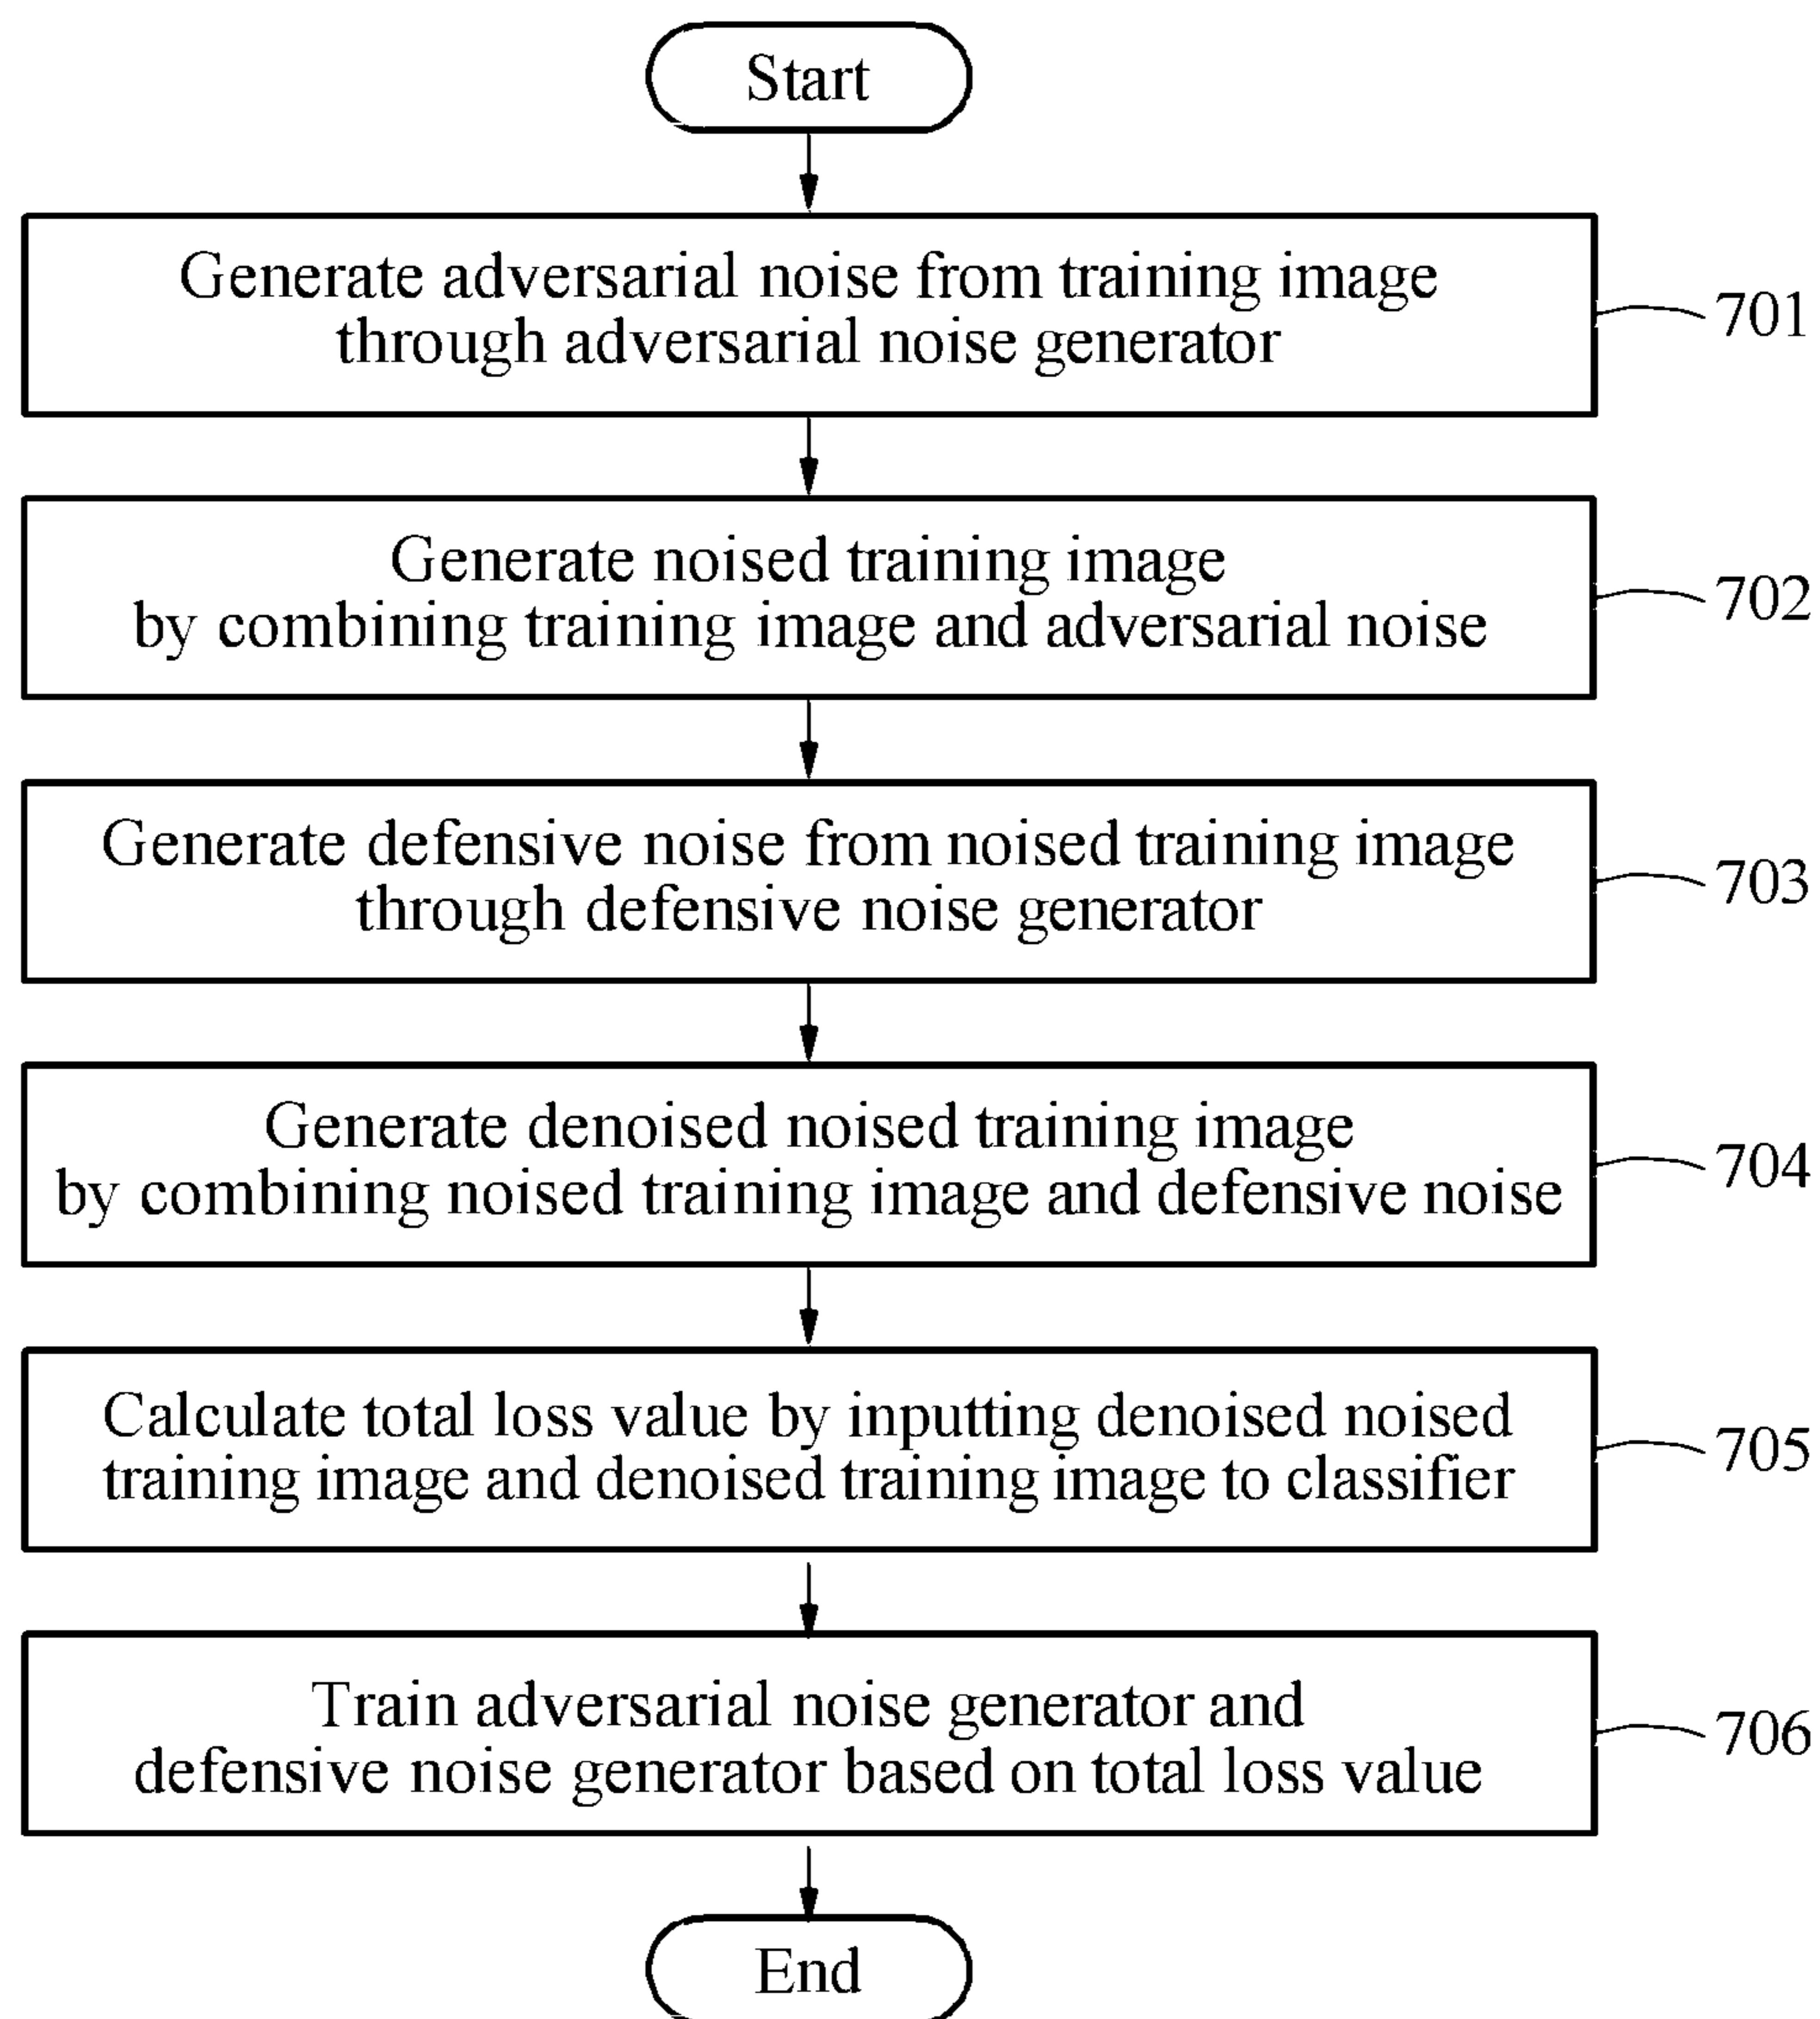 Start
Generate adversarial noise from training image
through adversarial noise generator
701
Generate noised training image
by combining training image and adversarial noise
702
Generate defensive noise from noised training image
through defensive noise generator
703
Generate denoised noised training image
by combining noised training image and defensive noise
704
Calculate total loss value by inputting denoised noised
training image and denoised training image to classifier
705
Train adversarial noise generator and
defensive noise generator based on total loss value
706
End